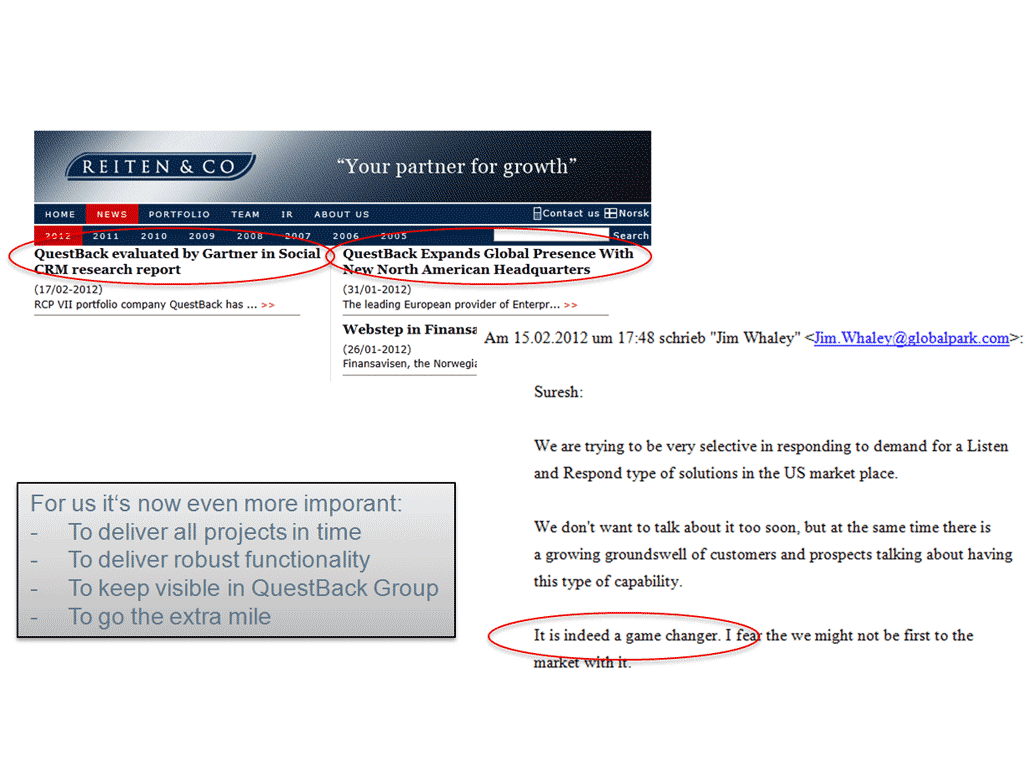 REITEN & CO
“Your partner for growth”
HOME NEWS PORTFOLIO TEAM IR ABOUT US Contact us Norsk
2012 2011 2010 2009 2008 2007 2006 2005 Search
QuestBack evaluated by Gartner in Social
CRM research report
(17/02-2012)
RCP VII portfolio company QuestBack has ... >>
QuestBack Expands Global Presence With
New North American Headquarters
(31/01-2012)
The leading European provider of Enterpr... >>
Webstep in Finansa
(26/01-2012)
Finansavisen, the Norwegia
Am 15.02.2012 um 17:48 schrieb "Jim Whaley" <Jim.Whaley@globalpark.com>:
Suresh:
We are trying to be very selective in responding to demand for a Listen
and Respond type of solutions in the US market place.
We don't want to talk about it too soon, but at the same time there is
a growing groundswell of customers and prospects talking about having
this type of capability.
It is indeed a game changer. I fear the we might not be first to the
market with it.
For us it‘s now even more imporant:
- To deliver all projects in time
- To deliver robust functionality
- To keep visible in QuestBack Group
- To go the extra mile